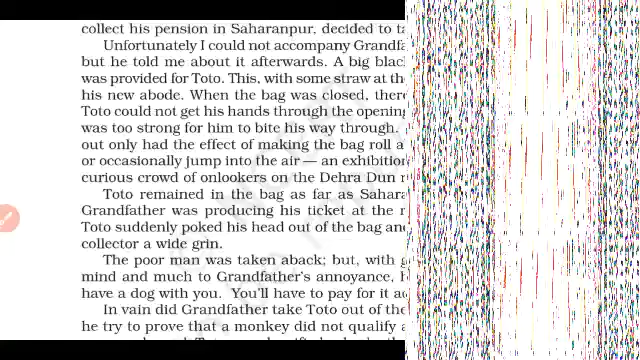 collect his pension in Saharanpur, decided to ta
Unfortunately I could not accompany Grandfa
but he told me about it afterwards. A big blac
was provided for Toto. This, with some straw at the
his new abode. When the bag was closed, there
Toto could not get his hands through the opening
was too strong for him to bite his way through.
out only had the effect of making the bag roll a
or occasionally jump into the air — an exhibition
curious crowd of onlookers on the Dehra Dun
Toto remained in the bag as far as Sahara
Grandfather was producing his ticket at the
Toto suddenly poked his head out of the bag and
collector a wide grin.
The poor man was taken aback; but, with g
mind and much to Grandfather's annoyance, h
have a dog with you. You'll have to pay for it ac
In vain did Grandfather take Toto out of the
he try to prove that a monkey did not qualify a